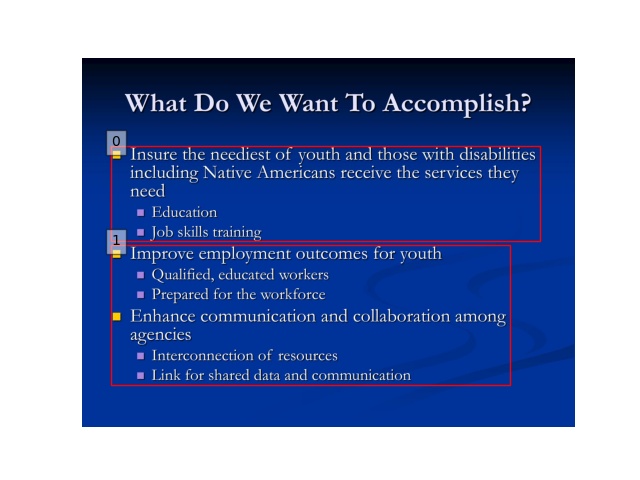 What Do We Want To Accomplish?
0
Insure the neediest of youth and those with disabilities
including Native Americans receive the services they
need
Education
Job skills training
1
Improve employment outcomes for youth
Qualified, educated workers
Prepared for the workforce
Enhance communication and collaboration among
agencies
Interconnection of resources
Link for shared data and communication